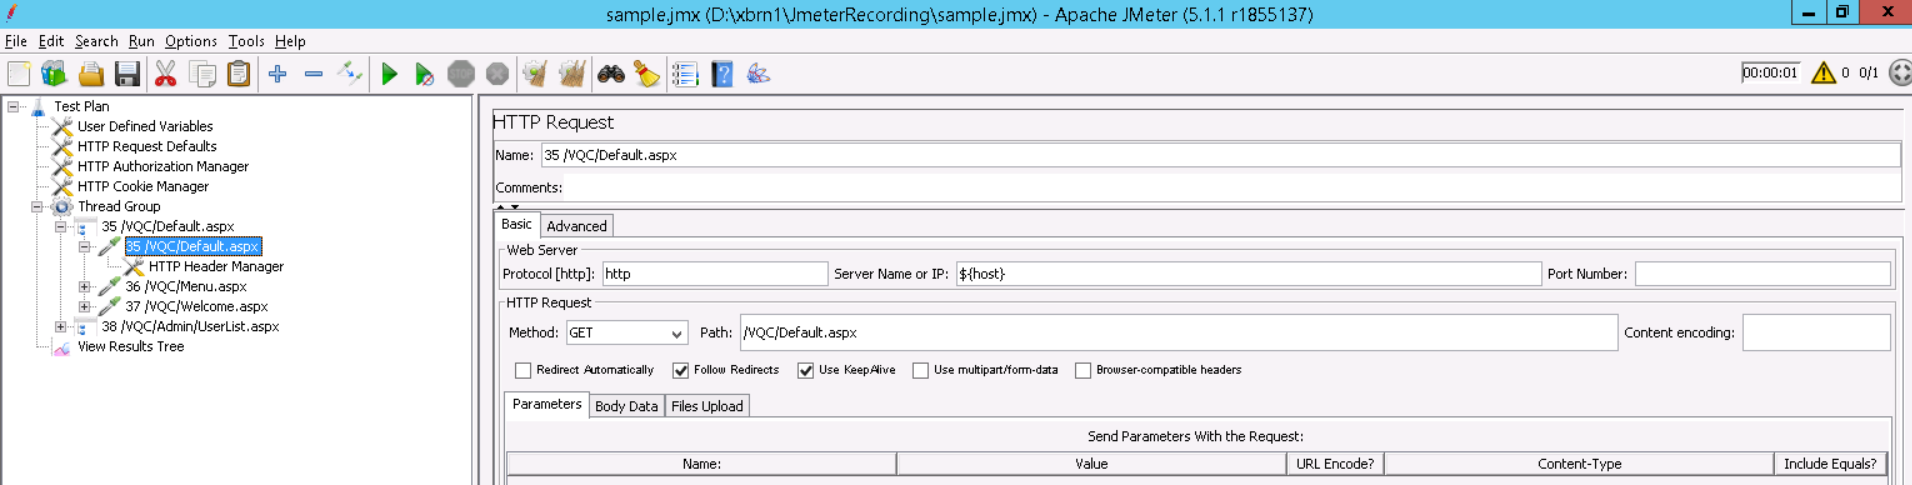 sample.jmx (D:\xbrn1\JmeterRecording\sample.jmx) - Apache JMeter (5.1.1 r1855137)
File Edit Search Run Options Tools Help
STOP
00:00:01 0 0/1
Test Plan
User Defined Variables
HTTP Request Defaults
HTTP Authorization Manager
HTTP Cookie Manager
Thread Group
35 /VQC/Default.aspx
35 /VQC/Default.aspx
HTTP Header Manager
36 /VQC/Menu.aspx
37 /VQC/Welcome.aspx
38 /VQC/Admin/UserList.aspx
View Results Tree
HTTP Request
Name: 35 /VQC/Default.aspx
Comments:
Basic Advanced
Web Server
Protocol [http]: http Server Name or IP: ${host} Port Number:
HTTP Request
Method: GET Path: /VQC/Default.aspx Content encoding:
Redirect Automatically Follow Redirects Use KeepAlive Use multipart/form-data Browser-compatible headers
Parameters Body Data Files Upload
Send Parameters With the Request:
Name: Value URL Encode? Content-Type Include Equals?